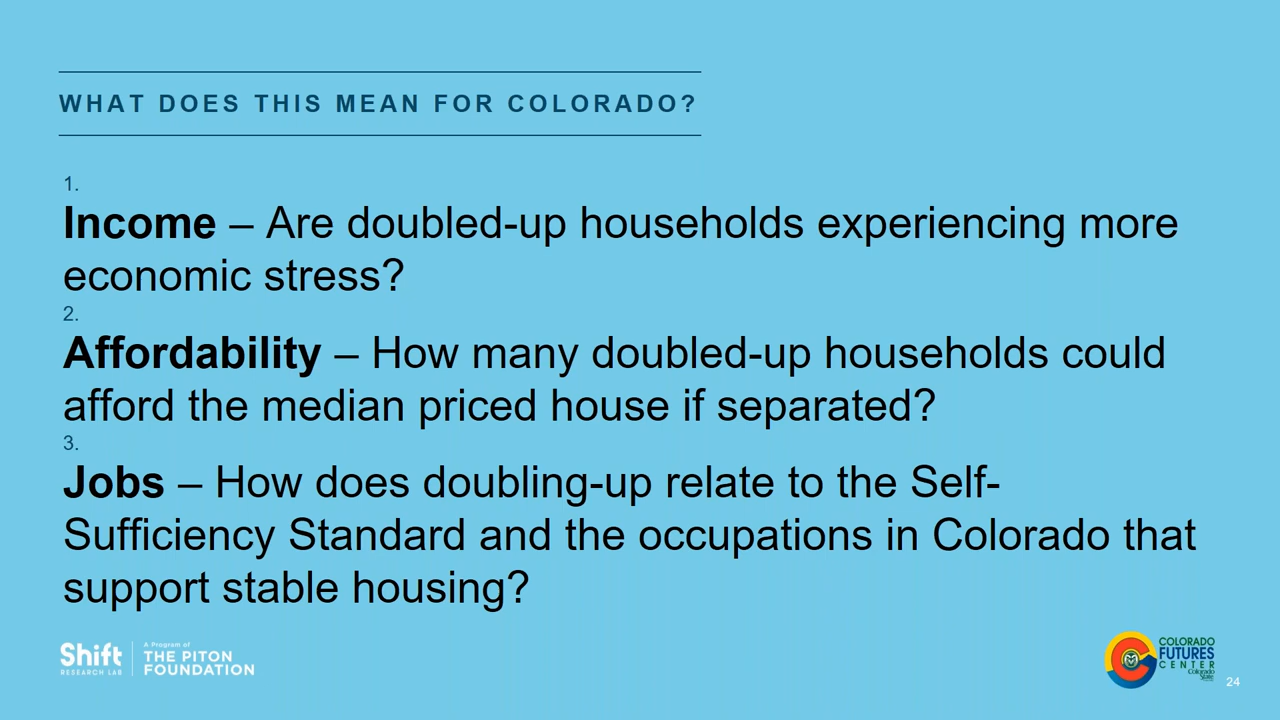 WHAT DOES THIS MEAN FOR COLORADO?
1.
Income – Are doubled-up households experiencing more
economic stress?
2.
Affordability – How many doubled-up households could
afford the median priced house if separated?
3.
Jobs – How does doubling-up relate to the Self-
Sufficiency Standard and the occupations in Colorado that
support stable housing?
Shift
RESEARCH LAB
A Program of
THE PITON
FOUNDATION
COLORADO
FUTURES
CENTER
Colorado
State
24